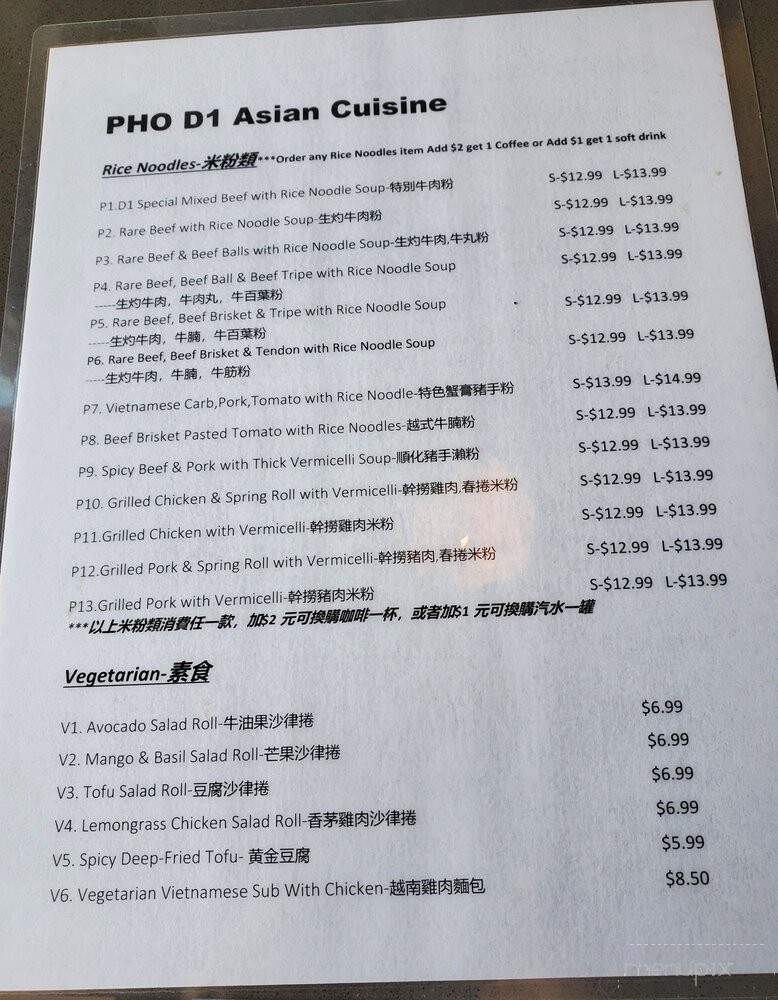 PHO D1 Asian Cuisine
Rice Noodles-米粉類***Order any Rice Noodles item Add $2 get 1 Coffee or Add $1 get 1 soft drink
P1.D1 Special Mixed Beef with Rice Noodle Soup-特別牛肉粉 S-$12.99 L-$13.99
P2. Rare Beef with Rice Noodle Soup-生灼牛肉粉 S-$12.99 L-$13.99
P3. Rare Beef & Beef Balls with Rice Noodle Soup-生灼牛肉,牛丸粉 S-$12.99 L-$13.99
P4. Rare Beef, Beef Ball & Beef Tripe with Rice Noodle Soup S-$12.99 L-$13.99
-----生灼牛肉，牛肉丸，牛百葉粉
P5. Rare Beef, Beef Brisket & Tripe with Rice Noodle Soup S-$12.99 L-$13.99
-----生灼牛肉，牛腩，牛百葉粉
P6. Rare Beef, Beef Brisket & Tendon with Rice Noodle Soup S-$12.99 L-$13.99
-----生灼牛肉，牛腩，牛筋粉
P7. Vietnamese Carb,Pork,Tomato with Rice Noodle-特色蟹膏豬手粉 S-$13.99 L-$14.99
P8. Beef Brisket Pasted Tomato with Rice Noodles-越式牛腩粉 S-$12.99 L-$13.99
P9. Spicy Beef & Pork with Thick Vermicelli Soup-順化豬手瀨粉 S-$12.99 L-$13.99
P10. Grilled Chicken & Spring Roll with Vermicelli-幹撈雞肉,春捲米粉 S-$12.99 L-$13.99
P11.Grilled Chicken with Vermicelli-幹撈雞肉米粉 S-$12.99 L-$13.99
P12.Grilled Pork & Spring Roll with Vermicelli-幹撈豬肉,春捲米粉 S-$12.99 L-$13.99
P13.Grilled Pork with Vermicelli-幹撈豬肉米粉 S-$12.99 L-$13.99
***以上米粉類消費任一款，加$2 元可換購咖啡一杯，或者加$1 元可換購汽水一罐
Vegetarian-素食
V1. Avocado Salad Roll-牛油果沙律捲 $6.99
V2. Mango & Basil Salad Roll-芒果沙律捲 $6.99
V3. Tofu Salad Roll-豆腐沙律捲 $6.99
V4. Lemongrass Chicken Salad Roll-香茅雞肉沙律捲 $6.99
V5. Spicy Deep-Fried Tofu- 黄金豆腐 $5.99
V6. Vegetarian Vietnamese Sub With Chicken-越南雞肉麵包 $8.50
menupix